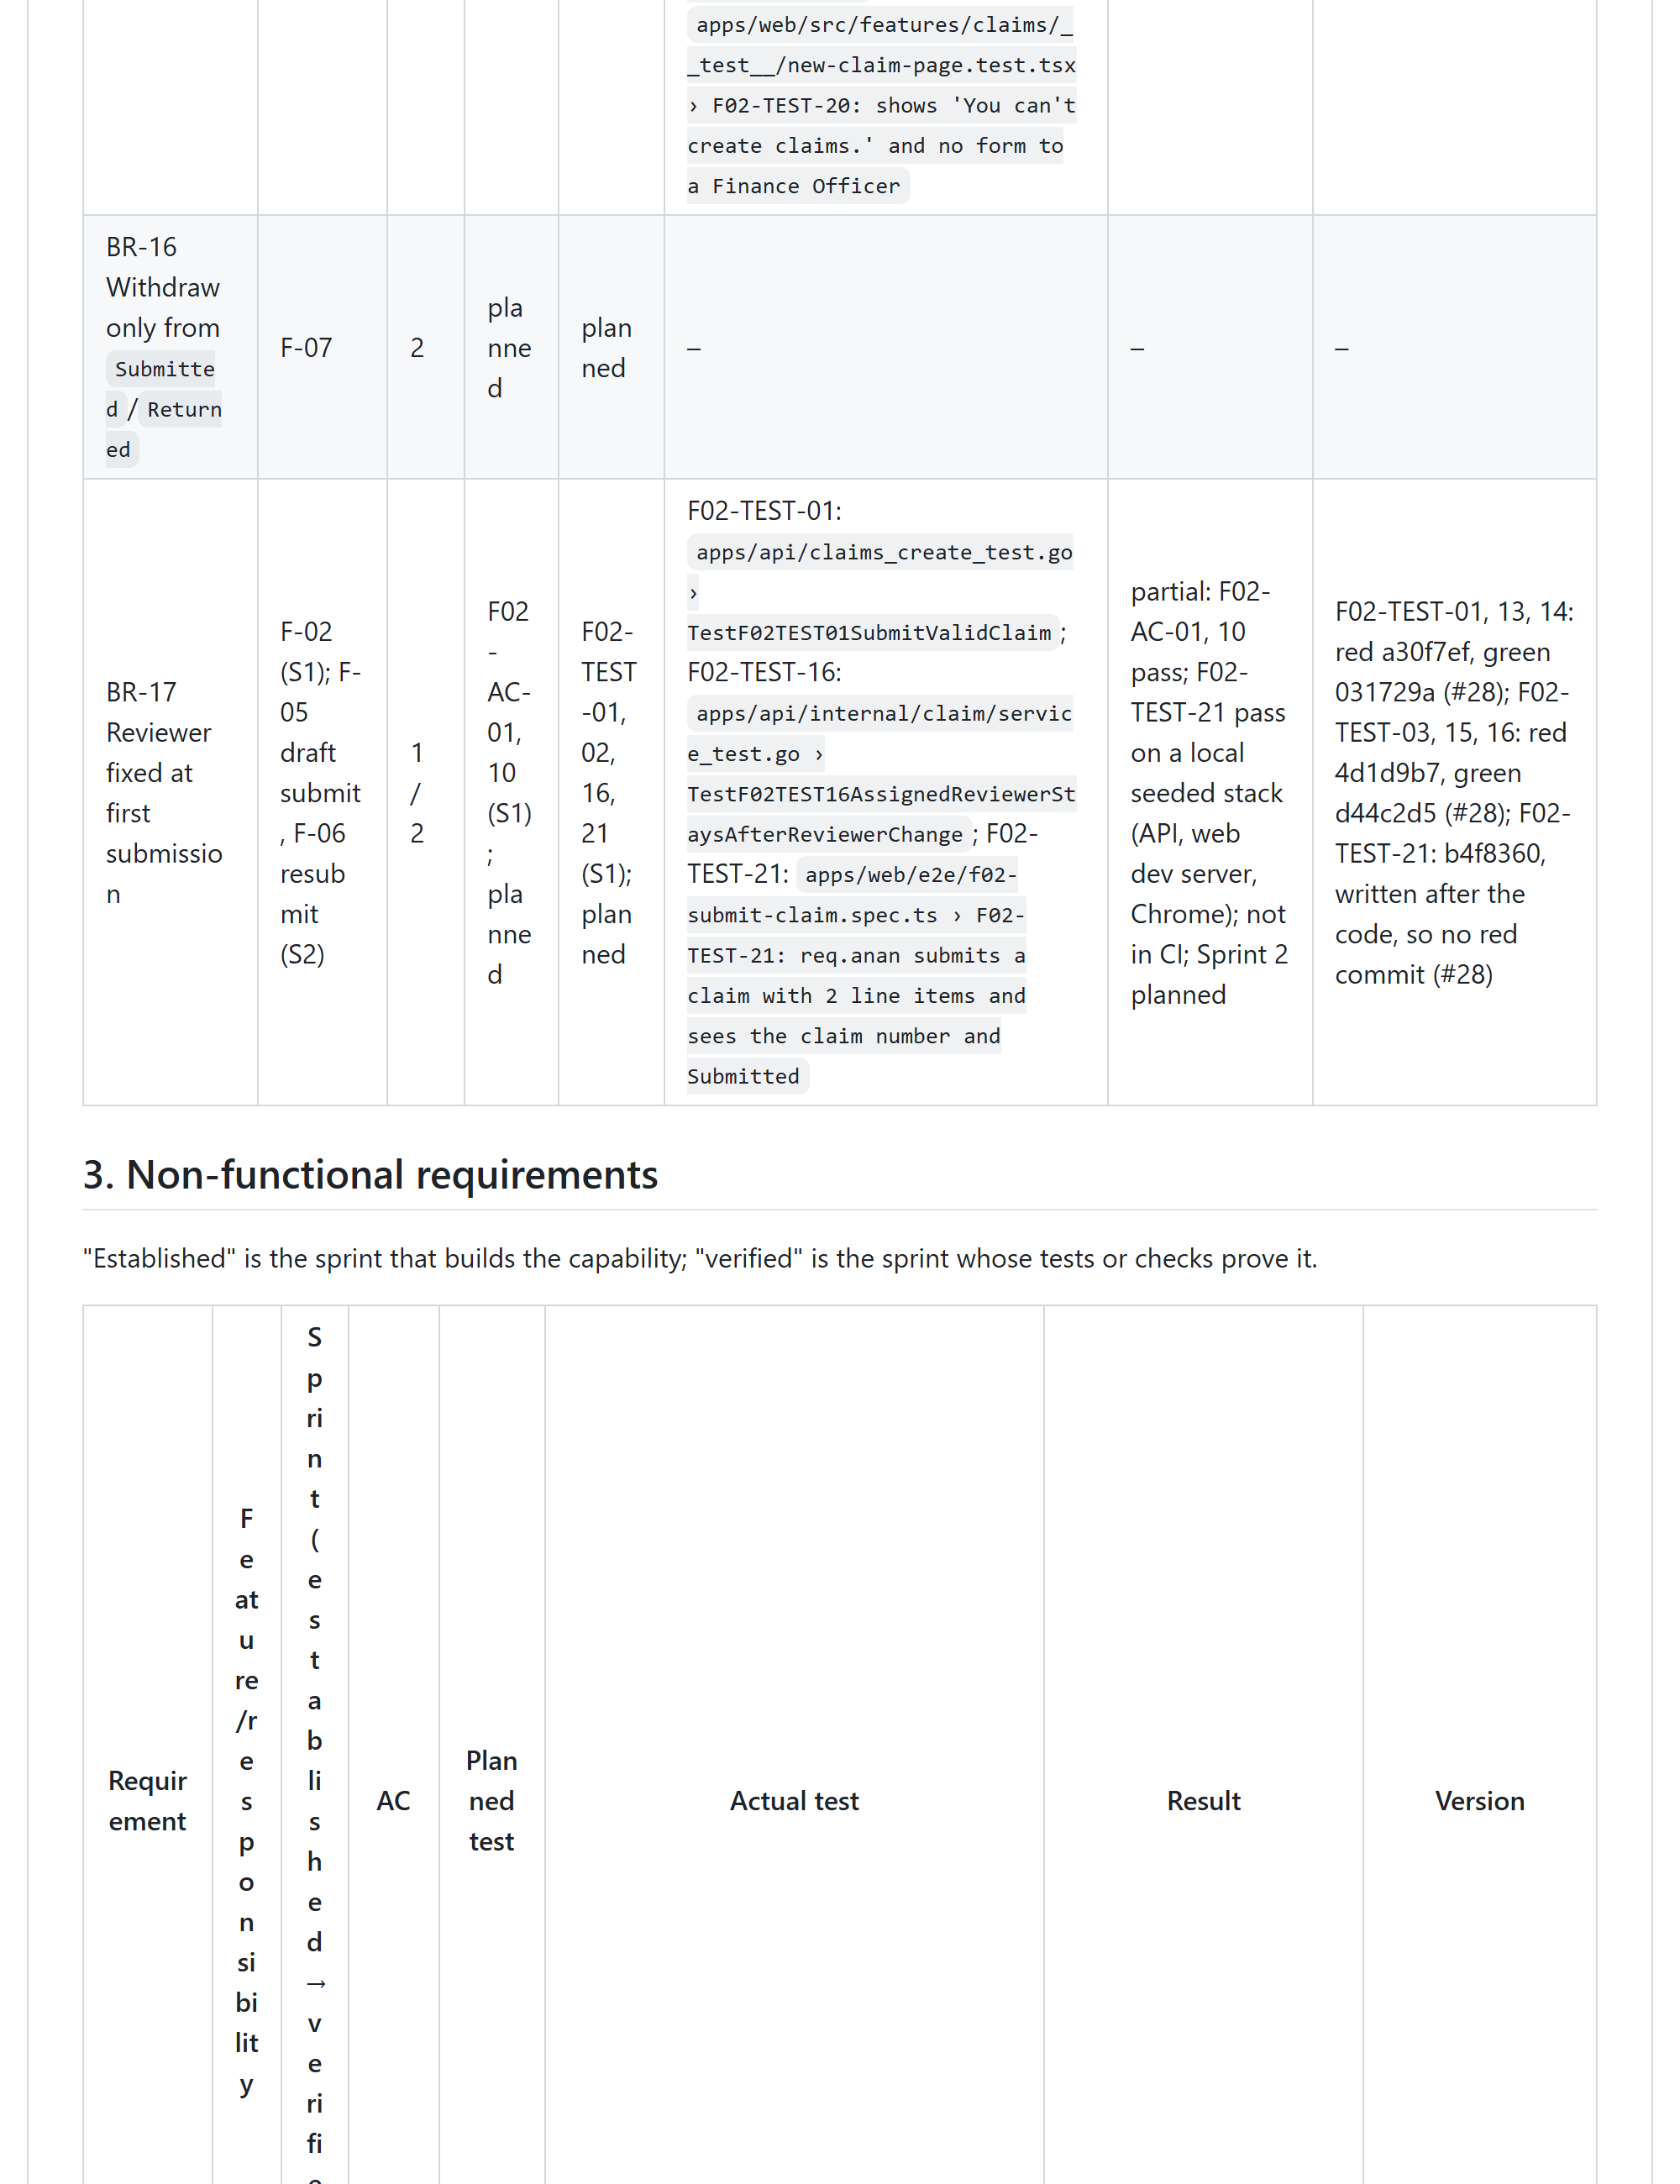 apps/web/src/features/claims/_
_test__/new-claim-page.test.tsx
› F02-TEST-20: shows 'You can't
create claims.' and no form to
a Finance Officer
BR-16
Withdraw
only from
Submitte
d / Return
ed
F-07
2
pla
nne
d
plan
ned
–
–
–
BR-17
Reviewer
fixed at
first
submissio
n
F-02
(S1); F-
05
draft
submit
, F-06
resub
mit
(S2)
1
/
2
F02
-
AC-
01,
10
(S1)
;
pla
nne
d
F02-
TEST
-01,
02,
16,
21
(S1);
plan
ned
F02-TEST-01:
apps/api/claims_create_test.go
›
TestF02TEST01SubmitValidClaim ;
F02-TEST-16:
apps/api/internal/claim/servic
e_test.go ›
TestF02TEST16AssignedReviewerSt
aysAfterReviewerChange ; F02-
TEST-21: apps/web/e2e/f02-
submit-claim.spec.ts › F02-
TEST-21: req.anan submits a
claim with 2 line items and
sees the claim number and
Submitted
partial: F02-
AC-01, 10
pass; F02-
TEST-21 pass
on a local
seeded stack
(API, web
dev server,
Chrome); not
in CI; Sprint 2
planned
F02-TEST-01, 13, 14:
red a30f7ef, green
031729a (#28); F02-
TEST-03, 15, 16: red
4d1d9b7, green
d44c2d5 (#28); F02-
TEST-21: b4f8360,
written after the
code, so no red
commit (#28)
3. Non-functional requirements
"Established" is the sprint that builds the capability; "verified" is the sprint whose tests or checks prove it.
Requir
ement
F
e
at
u
re
/r
e
s
p
o
n
si
bi
lit
y
S
p
ri
n
t
(
e
s
t
a
b
li
s
h
e
d
→
v
e
ri
fi
AC
Plan
ned
test
Actual test
Result
Version